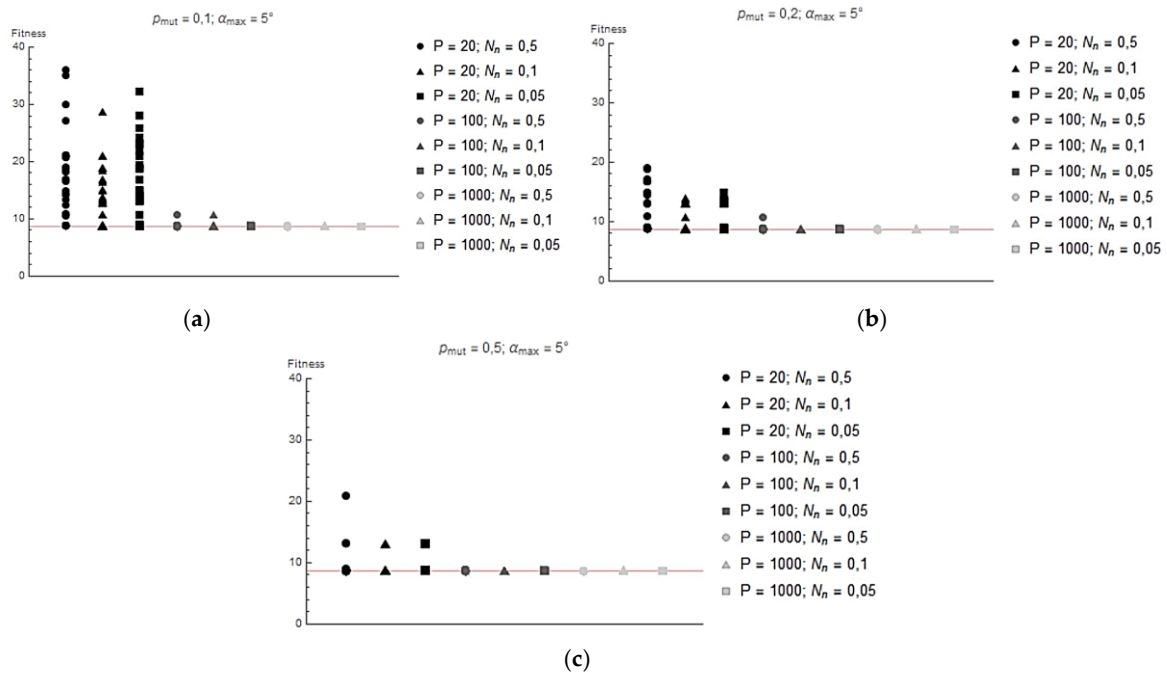 p_mut = 0,1; α_max = 5°
Fitness
40
30
20
10
0
P = 20; N_n = 0,5
P = 20; N_n = 0,1
P = 20; N_n = 0,05
P = 100; N_n = 0,5
P = 100; N_n = 0,1
P = 100; N_n = 0,05
P = 1000; N_n = 0,5
P = 1000; N_n = 0,1
P = 1000; N_n = 0,05
(a)
p_mut = 0,2; α_max = 5°
Fitness
40
30
20
10
0
P = 20; N_n = 0,5
P = 20; N_n = 0,1
P = 20; N_n = 0,05
P = 100; N_n = 0,5
P = 100; N_n = 0,1
P = 100; N_n = 0,05
P = 1000; N_n = 0,5
P = 1000; N_n = 0,1
P = 1000; N_n = 0,05
(b)
p_mut = 0,5; α_max = 5°
Fitness
40
30
20
10
0
P = 20; N_n = 0,5
P = 20; N_n = 0,1
P = 20; N_n = 0,05
P = 100; N_n = 0,5
P = 100; N_n = 0,1
P = 100; N_n = 0,05
P = 1000; N_n = 0,5
P = 1000; N_n = 0,1
P = 1000; N_n = 0,05
(c)